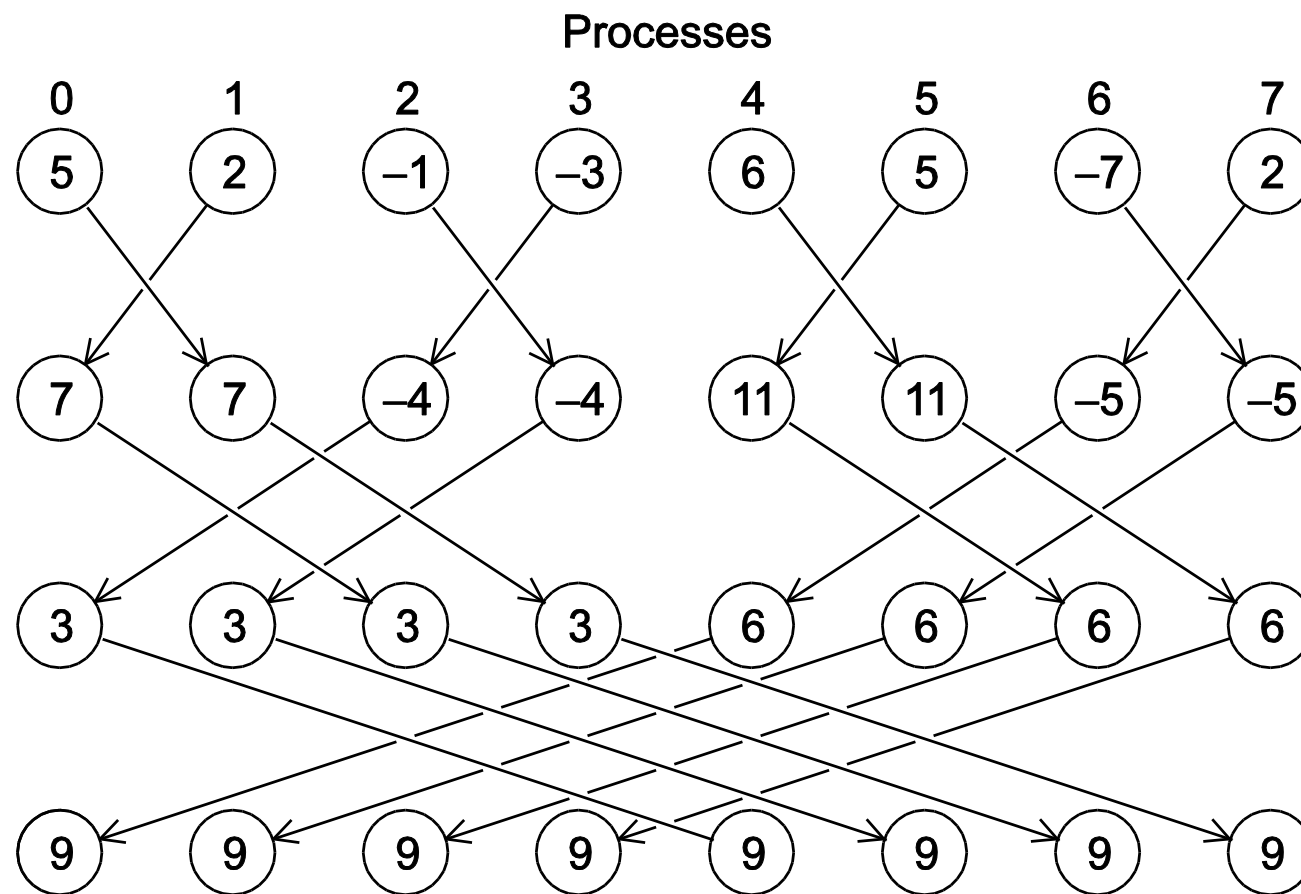 Processes
0 1 2 3 4 5 6 7
5 2 –1 –3 6 5 –7 2
7 7 –4 –4 11 11 –5 –5
3 3 3 3 6 6 6 6
9 9 9 9 9 9 9 9